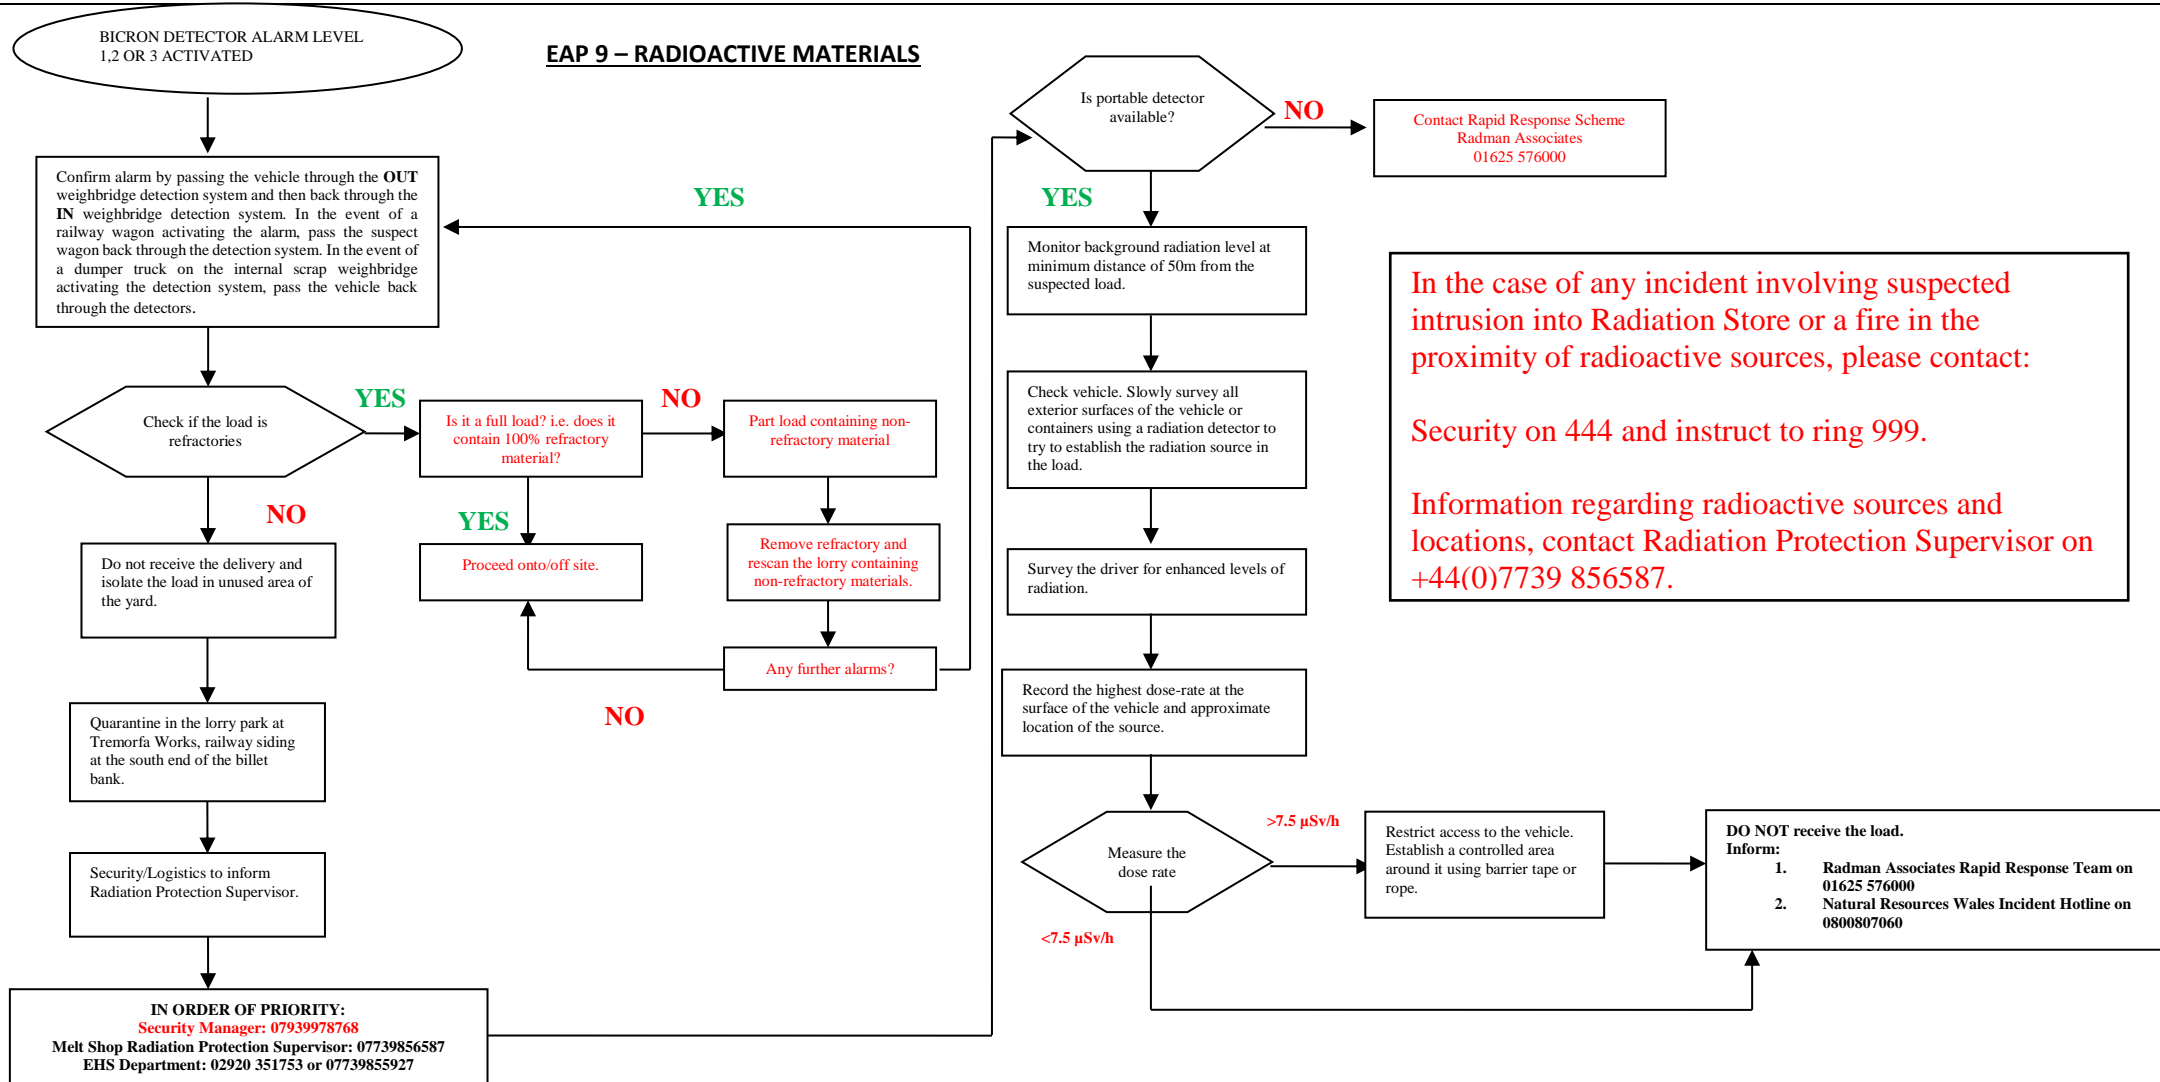 BICRON DETECTOR ALARM LEVEL
1,2 OR 3 ACTIVATED
EAP 9 – RADIOACTIVE MATERIALS
Confirm alarm by passing the vehicle through the OUT
weighbridge detection system and then back through the
IN weighbridge detection system. In the event of a
railway wagon activating the alarm, pass the suspect
wagon back through the detection system. In the event of
a dumper truck on the internal scrap weighbridge
activating the detection system, pass the vehicle back
through the detectors.
Check if the load is
refractories
YES
Is it a full load? i.e. does it
contain 100% refractory
material?
NO
Part load containing non-
refractory material
YES
Proceed onto/off site.
Remove refractory and
rescan the lorry containing
non-refractory materials.
Any further alarms?
NO
YES
NO
Do not receive the delivery and
isolate the load in unused area of
the yard.
Quarantine in the lorry park at
Tremorfa Works, railway siding
at the south end of the billet
bank.
Security/Logistics to inform
Radiation Protection Supervisor.
IN ORDER OF PRIORITY:
Security Manager: 07939978768
Melt Shop Radiation Protection Supervisor: 07739856587
EHS Department: 02920 351753 or 07739855927
Is portable detector
available?
NO
Contact Rapid Response Scheme
Radman Associates
01625 576000
YES
Monitor background radiation level at
minimum distance of 50m from the
suspected load.
Check vehicle. Slowly survey all
exterior surfaces of the vehicle or
containers using a radiation detector to
try to establish the radiation source in
the load.
Survey the driver for enhanced levels of
radiation.
Record the highest dose-rate at the
surface of the vehicle and approximate
location of the source.
Measure the
dose rate
>7.5 µSv/h
<7.5 µSv/h
Restrict access to the vehicle.
Establish a controlled area
around it using barrier tape or
rope.
DO NOT receive the load.
Inform:
1. Radman Associates Rapid Response Team on
01625 576000
2. Natural Resources Wales Incident Hotline on
0800807060
In the case of any incident involving suspected
intrusion into Radiation Store or a fire in the
proximity of radioactive sources, please contact:
Security on 444 and instruct to ring 999.
Information regarding radioactive sources and
locations, contact Radiation Protection Supervisor on
+44(0)7739 856587.